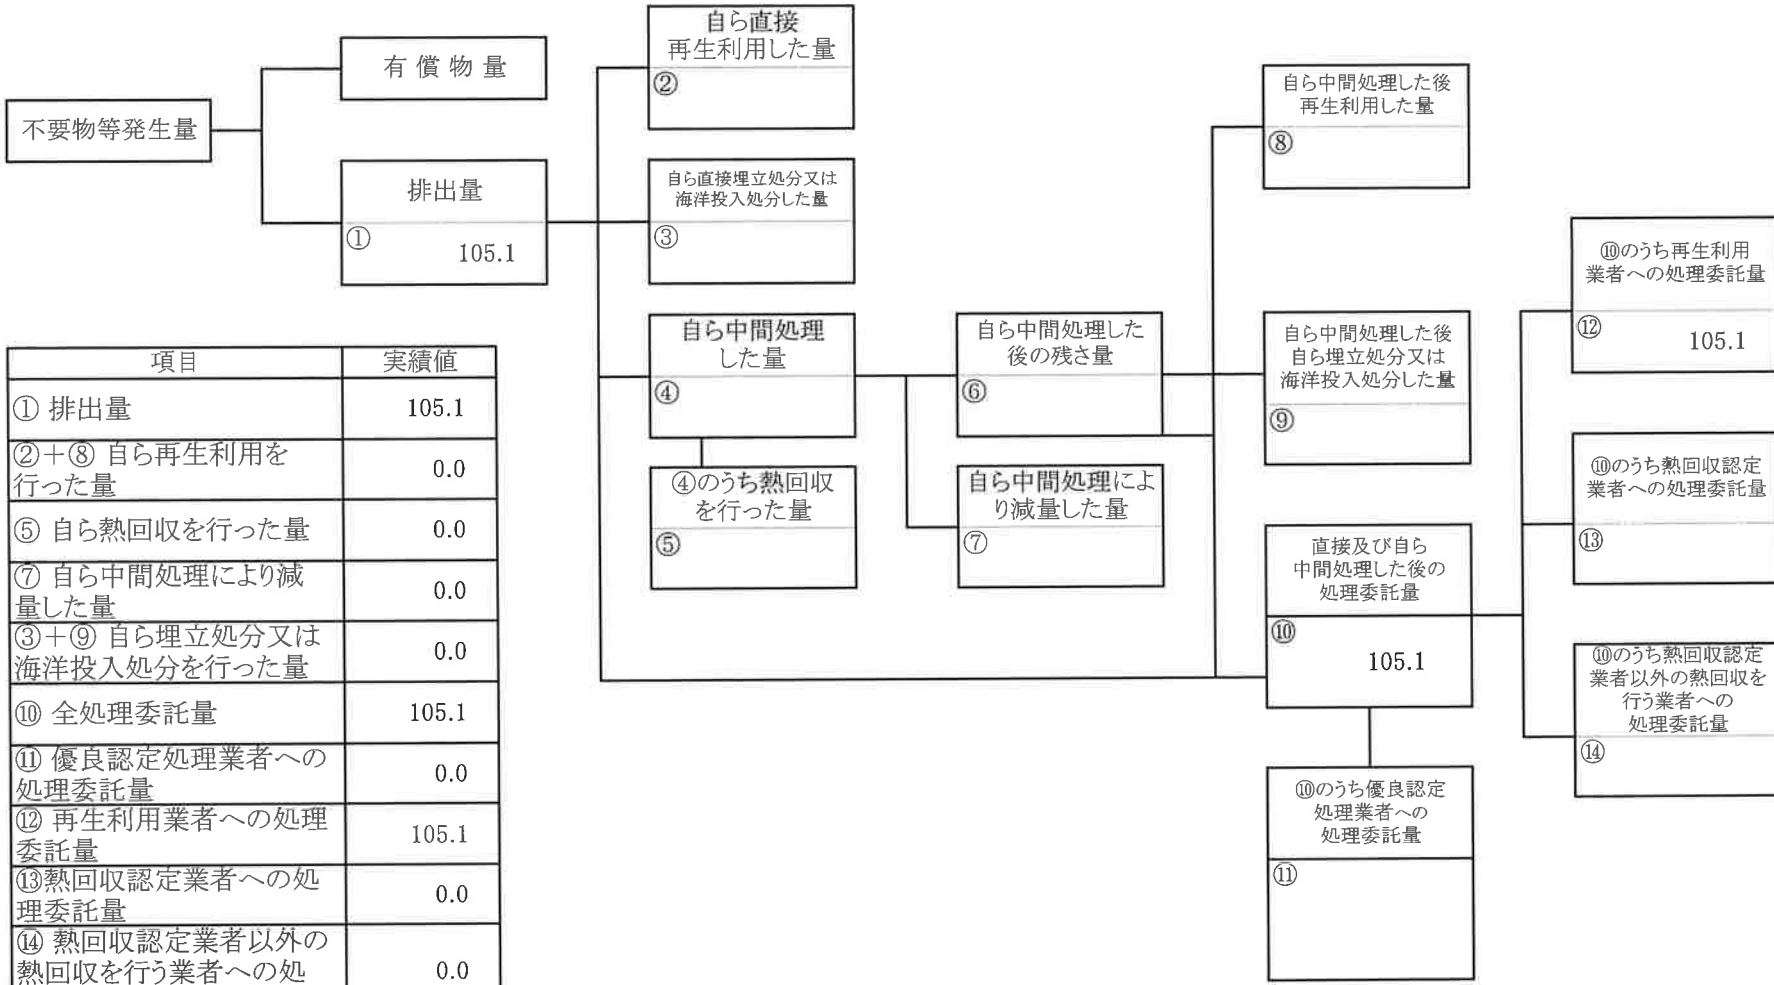 不要物等発生量
有償物量
排出量
①
105.1
自ら直接
再生利用した量
②
自ら直接埋立処分又は
海洋投入処分した量
③
自ら中間処理
した量
④
④のうち熱回収
を行った量
⑤
自ら中間処理した
後の残さ量
⑥
自ら中間処理によ
り減量した量
⑦
自ら中間処理した後
再生利用した量
⑧
自ら中間処理した後
自ら埋立処分又は
海洋投入処分した量
⑨
直接及び自ら
中間処理した後の
処理委託量
⑩
105.1
⑩のうち優良認定
処理業者への
処理委託量
⑪
⑩のうち再生利用
業者への処理委託量
⑫
105.1
⑩のうち熱回収認定
業者への処理委託量
⑬
⑩のうち熱回収認定
業者以外の熱回収を
行う業者への
処理委託量
⑭
項目 実績値
① 排出量 105.1
②+⑧ 自ら再生利用を
行った量 0.0
⑤ 自ら熱回収を行った量 0.0
⑦ 自ら中間処理により減
量した量 0.0
③+⑨ 自ら埋立処分又は
海洋投入処分を行った量 0.0
⑩ 全処理委託量 105.1
⑪ 優良認定処理業者への
処理委託量 0.0
⑫ 再生利用業者への処理
委託量 105.1
⑬熱回収認定業者への処
理委託量 0.0
⑭ 熱回収認定業者以外の
熱回収を行う業者への処 0.0